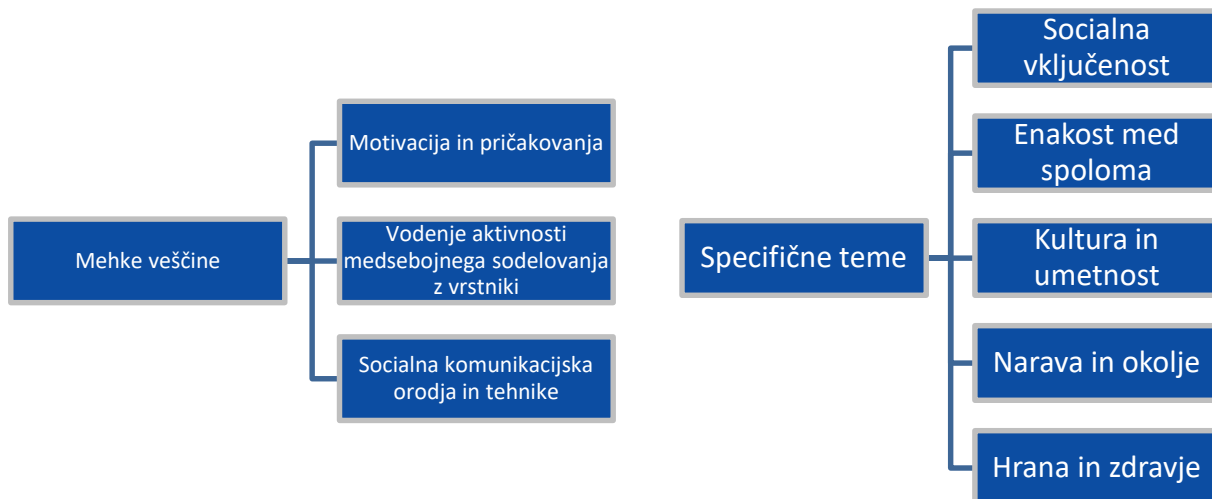 Mehke veščine
Motivacija in pričakovanja
Vodenje aktivnosti
medsebojnega sodelovanja
z vrstniki
Socialna komunikacijska
orodja in tehnike
Specifične teme
Socialna
vključenost
Enakost med
spoloma
Kultura in
umetnost
Narava in okolje
Hrana in zdravje